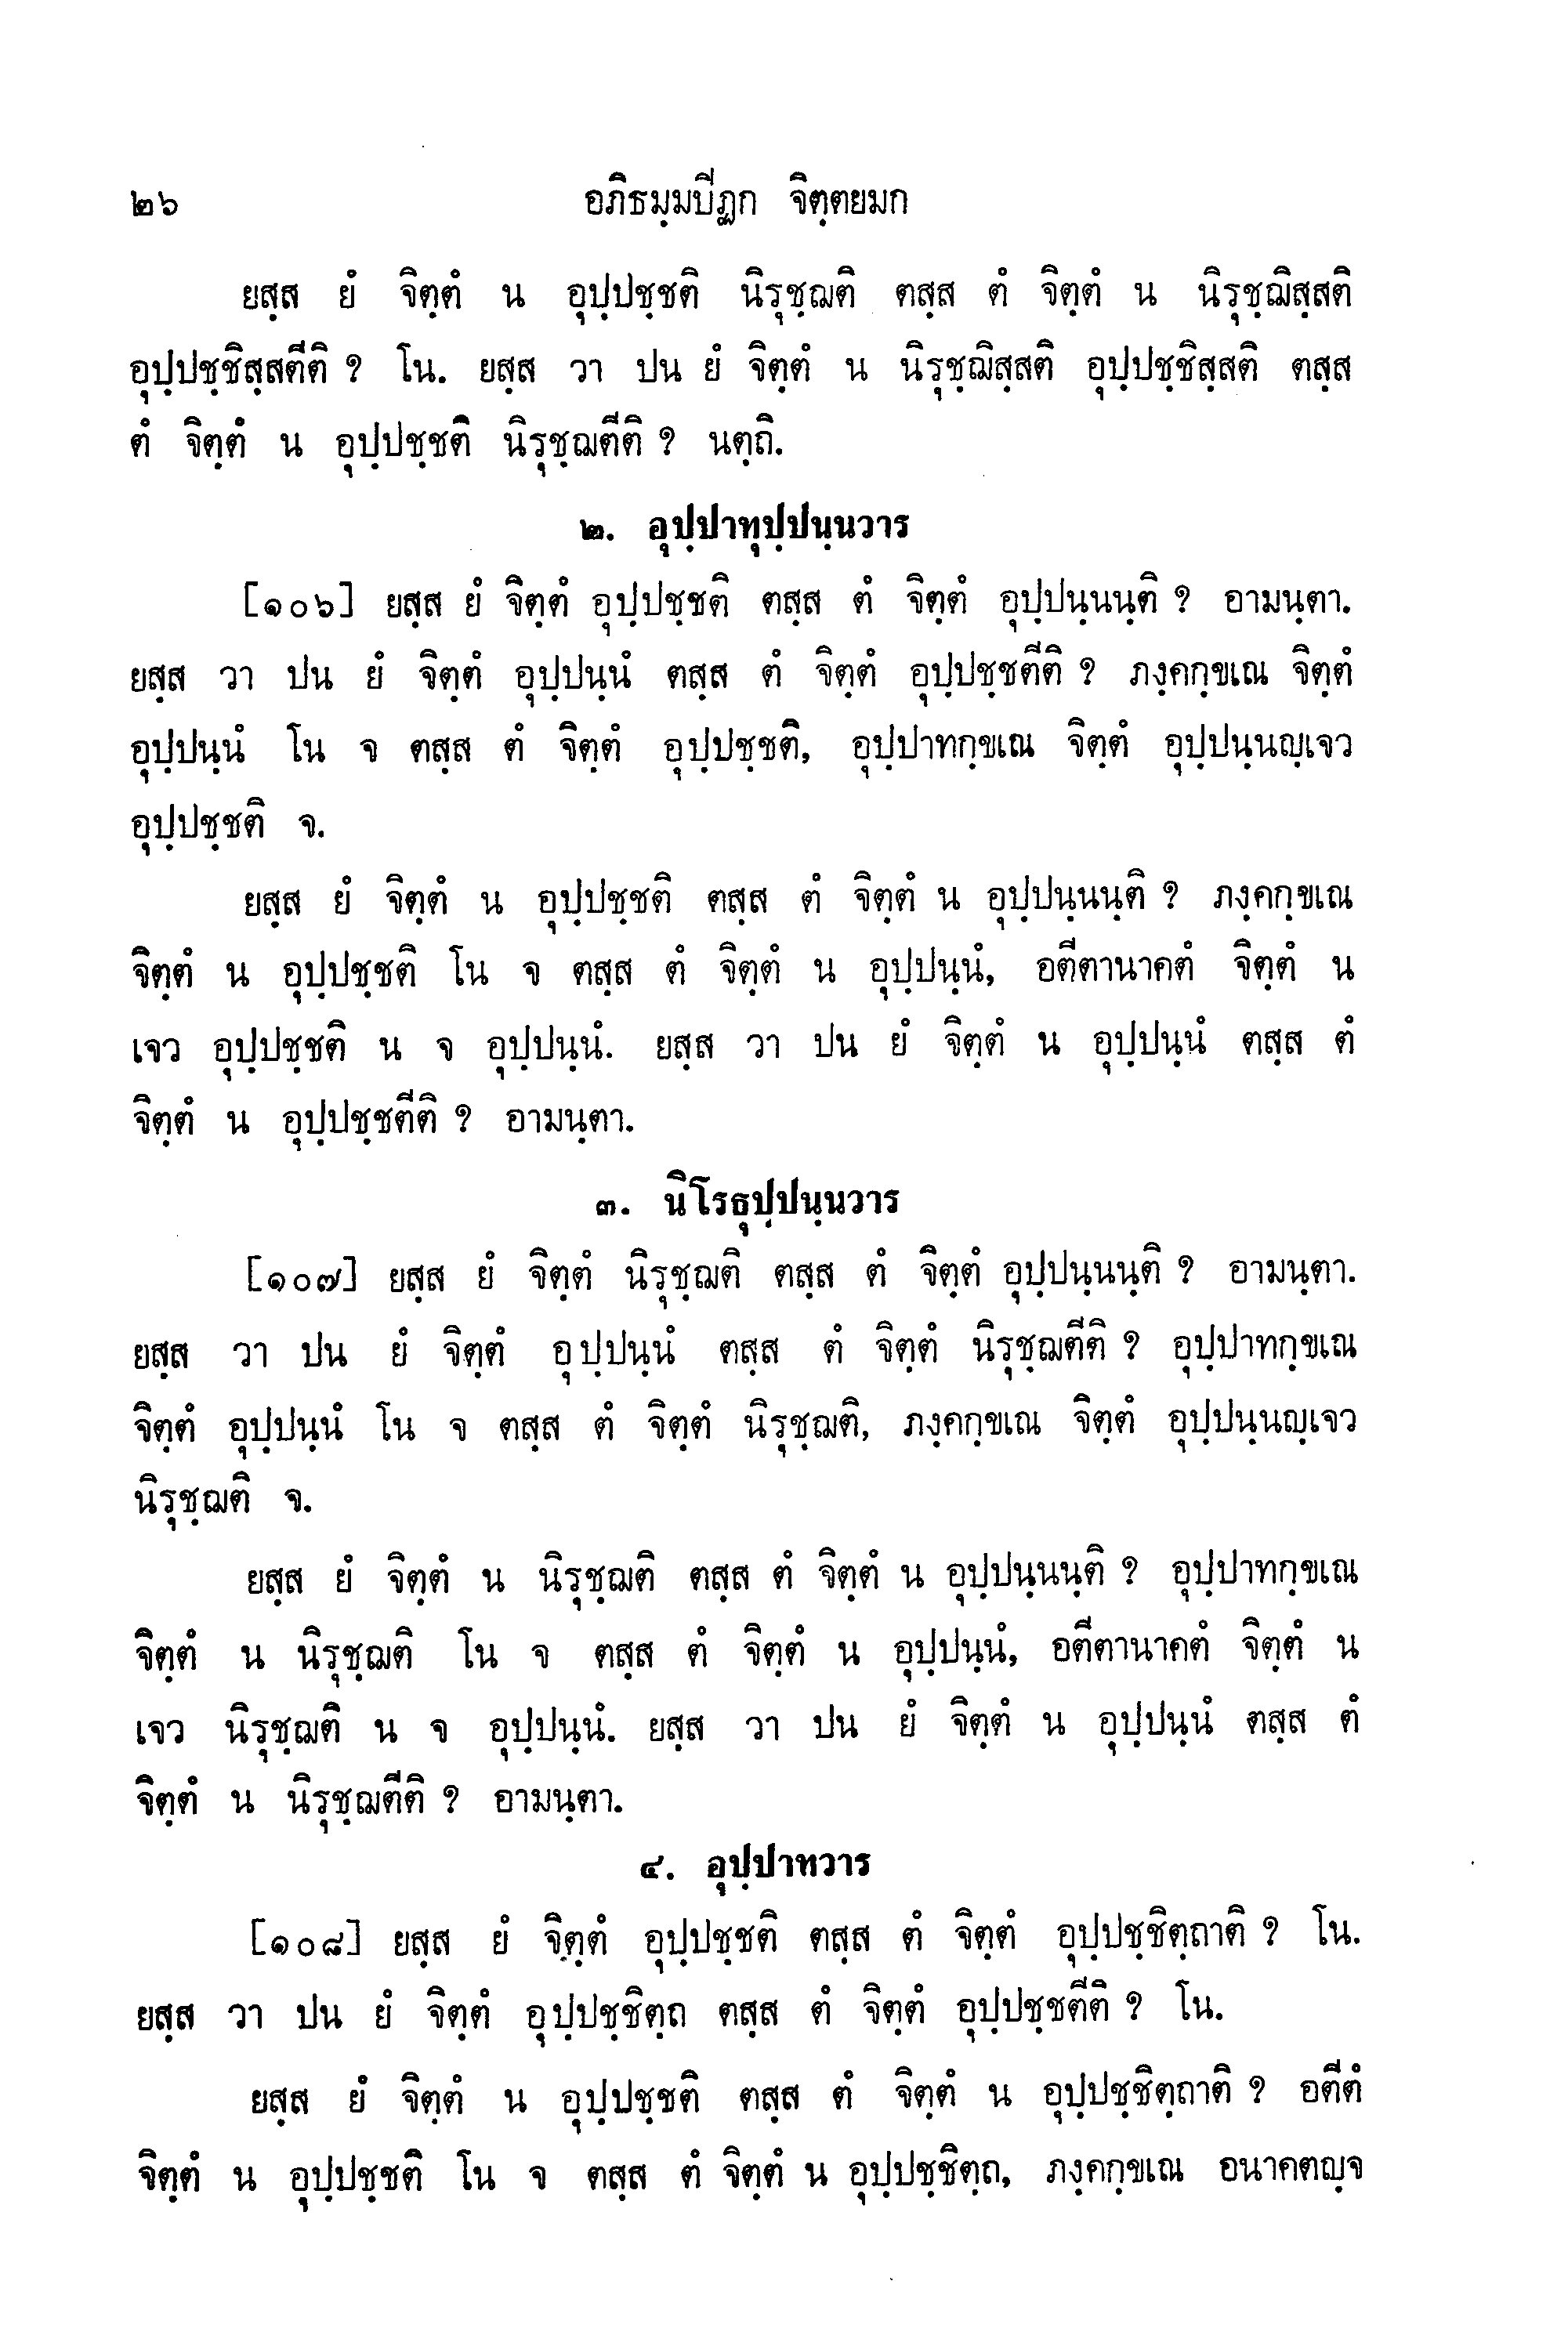 ๒๖ อภิธมฺมปีฏก จิตฺตยมก
ยสฺส ยํ จิตฺตํ น อุปฺปชฺชติ นิรุชฺฌติ ตสฺส ตํ จิตฺตํ น นิรุชฺฌิสฺสติ
อุปฺปชฺชิสฺสตีติ ? โน. ยสฺส วา ปน ยํ จิตฺตํ น นิรุชฺฌิสฺสติ อุปฺปชฺชิสฺสติ ตสฺส
ตํ จิตฺตํ น อุปฺปชฺชติ นิรุชฺฌตีติ ? นตฺถิ.
๒. อุปฺปาทุปฺปนฺนวาร
[๑๐๖] ยสฺส ยํ จิตฺตํ อุปฺปชฺชติ ตสฺส ตํ จิตฺตํ อุปฺปนฺนนฺติ ? อามนฺตา.
ยสฺส วา ปน ยํ จิตฺตํ อุปฺปนฺนํ ตสฺส ตํ จิตฺตํ อุปฺปชฺชตีติ ? ภงฺคกฺขเณ จิตฺตํ
อุปฺปนฺนํ โน จ ตสฺส ตํ จิตฺตํ อุปฺปชฺชติ, อุปฺปาทกฺขเณ จิตฺตํ อุปฺปนฺนญฺเจว
อุปฺปชฺชติ จ.
ยสฺส ยํ จิตฺตํ น อุปฺปชฺชติ ตสฺส ตํ จิตฺตํ น อุปฺปนฺนนฺติ ? ภงฺคกฺขเณ
จิตฺตํ น อุปฺปชฺชติ โน จ ตสฺส ตํ จิตฺตํ น อุปฺปนฺนํ, อตีตานาคตํ จิตฺตํ น
เจว อุปฺปชฺชติ น จ อุปฺปนฺนํ. ยสฺส วา ปน ยํ จิตฺตํ น อุปฺปนฺนํ ตสฺส ตํ
จิตฺตํ น อุปฺปชฺชตีติ ? อามนฺตา.
๓. นิโรธุปฺปนฺนวาร
[๑๐๗] ยสฺส ยํ จิตฺตํ นิรุชฺฌติ ตสฺส ตํ จิตฺตํ อุปฺปนฺนนฺติ ? อามนฺตา.
ยสฺส วา ปน ยํ จิตฺตํ อุปฺปนฺนํ ตสฺส ตํ จิตฺตํ นิรุชฺฌตีติ ? อุปฺปาทกฺขเณ
จิตฺตํ อุปฺปนฺนํ โน จ ตสฺส ตํ จิตฺตํ นิรุชฺฌติ, ภงฺคกฺขเณ จิตฺตํ อุปฺปนฺนญฺเจว
นิรุชฺฌติ จ.
ยสฺส ยํ จิตฺตํ น นิรุชฺฌติ ตสฺส ตํ จิตฺตํ น อุปฺปนฺนนฺติ ? อุปฺปาทกฺขเณ
จิตฺตํ น นิรุชฺฌติ โน จ ตสฺส ตํ จิตฺตํ น อุปฺปนฺนํ, อตีตานาคตํ จิตฺตํ น
เจว นิรุชฺฌติ น จ อุปฺปนฺนํ. ยสฺส วา ปน ยํ จิตฺตํ น อุปฺปนฺนํ ตสฺส ตํ
จิตฺตํ น นิรุชฺฌตีติ ? อามนฺตา.
๔. อุปฺปาทวาร
[๑๐๘] ยสฺส ยํ จิตฺตํ อุปฺปชฺชติ ตสฺส ตํ จิตฺตํ อุปฺปชฺชิตฺถาติ ? โน.
ยสฺส วา ปน ยํ จิตฺตํ อุปฺปชฺชิตฺถ ตสฺส ตํ จิตฺตํ อุปฺปชฺชตีติ ? โน.
ยสฺส ยํ จิตฺตํ น อุปฺปชฺชติ ตสฺส ตํ จิตฺตํ น อุปฺปชฺชิตฺถาติ ? อตีตํ
จิตฺตํ น อุปฺปชฺชติ โน จ ตสฺส ตํ จิตฺตํ น อุปฺปชฺชิตฺถ, ภงฺคกฺขเณ อนาคตญฺจ